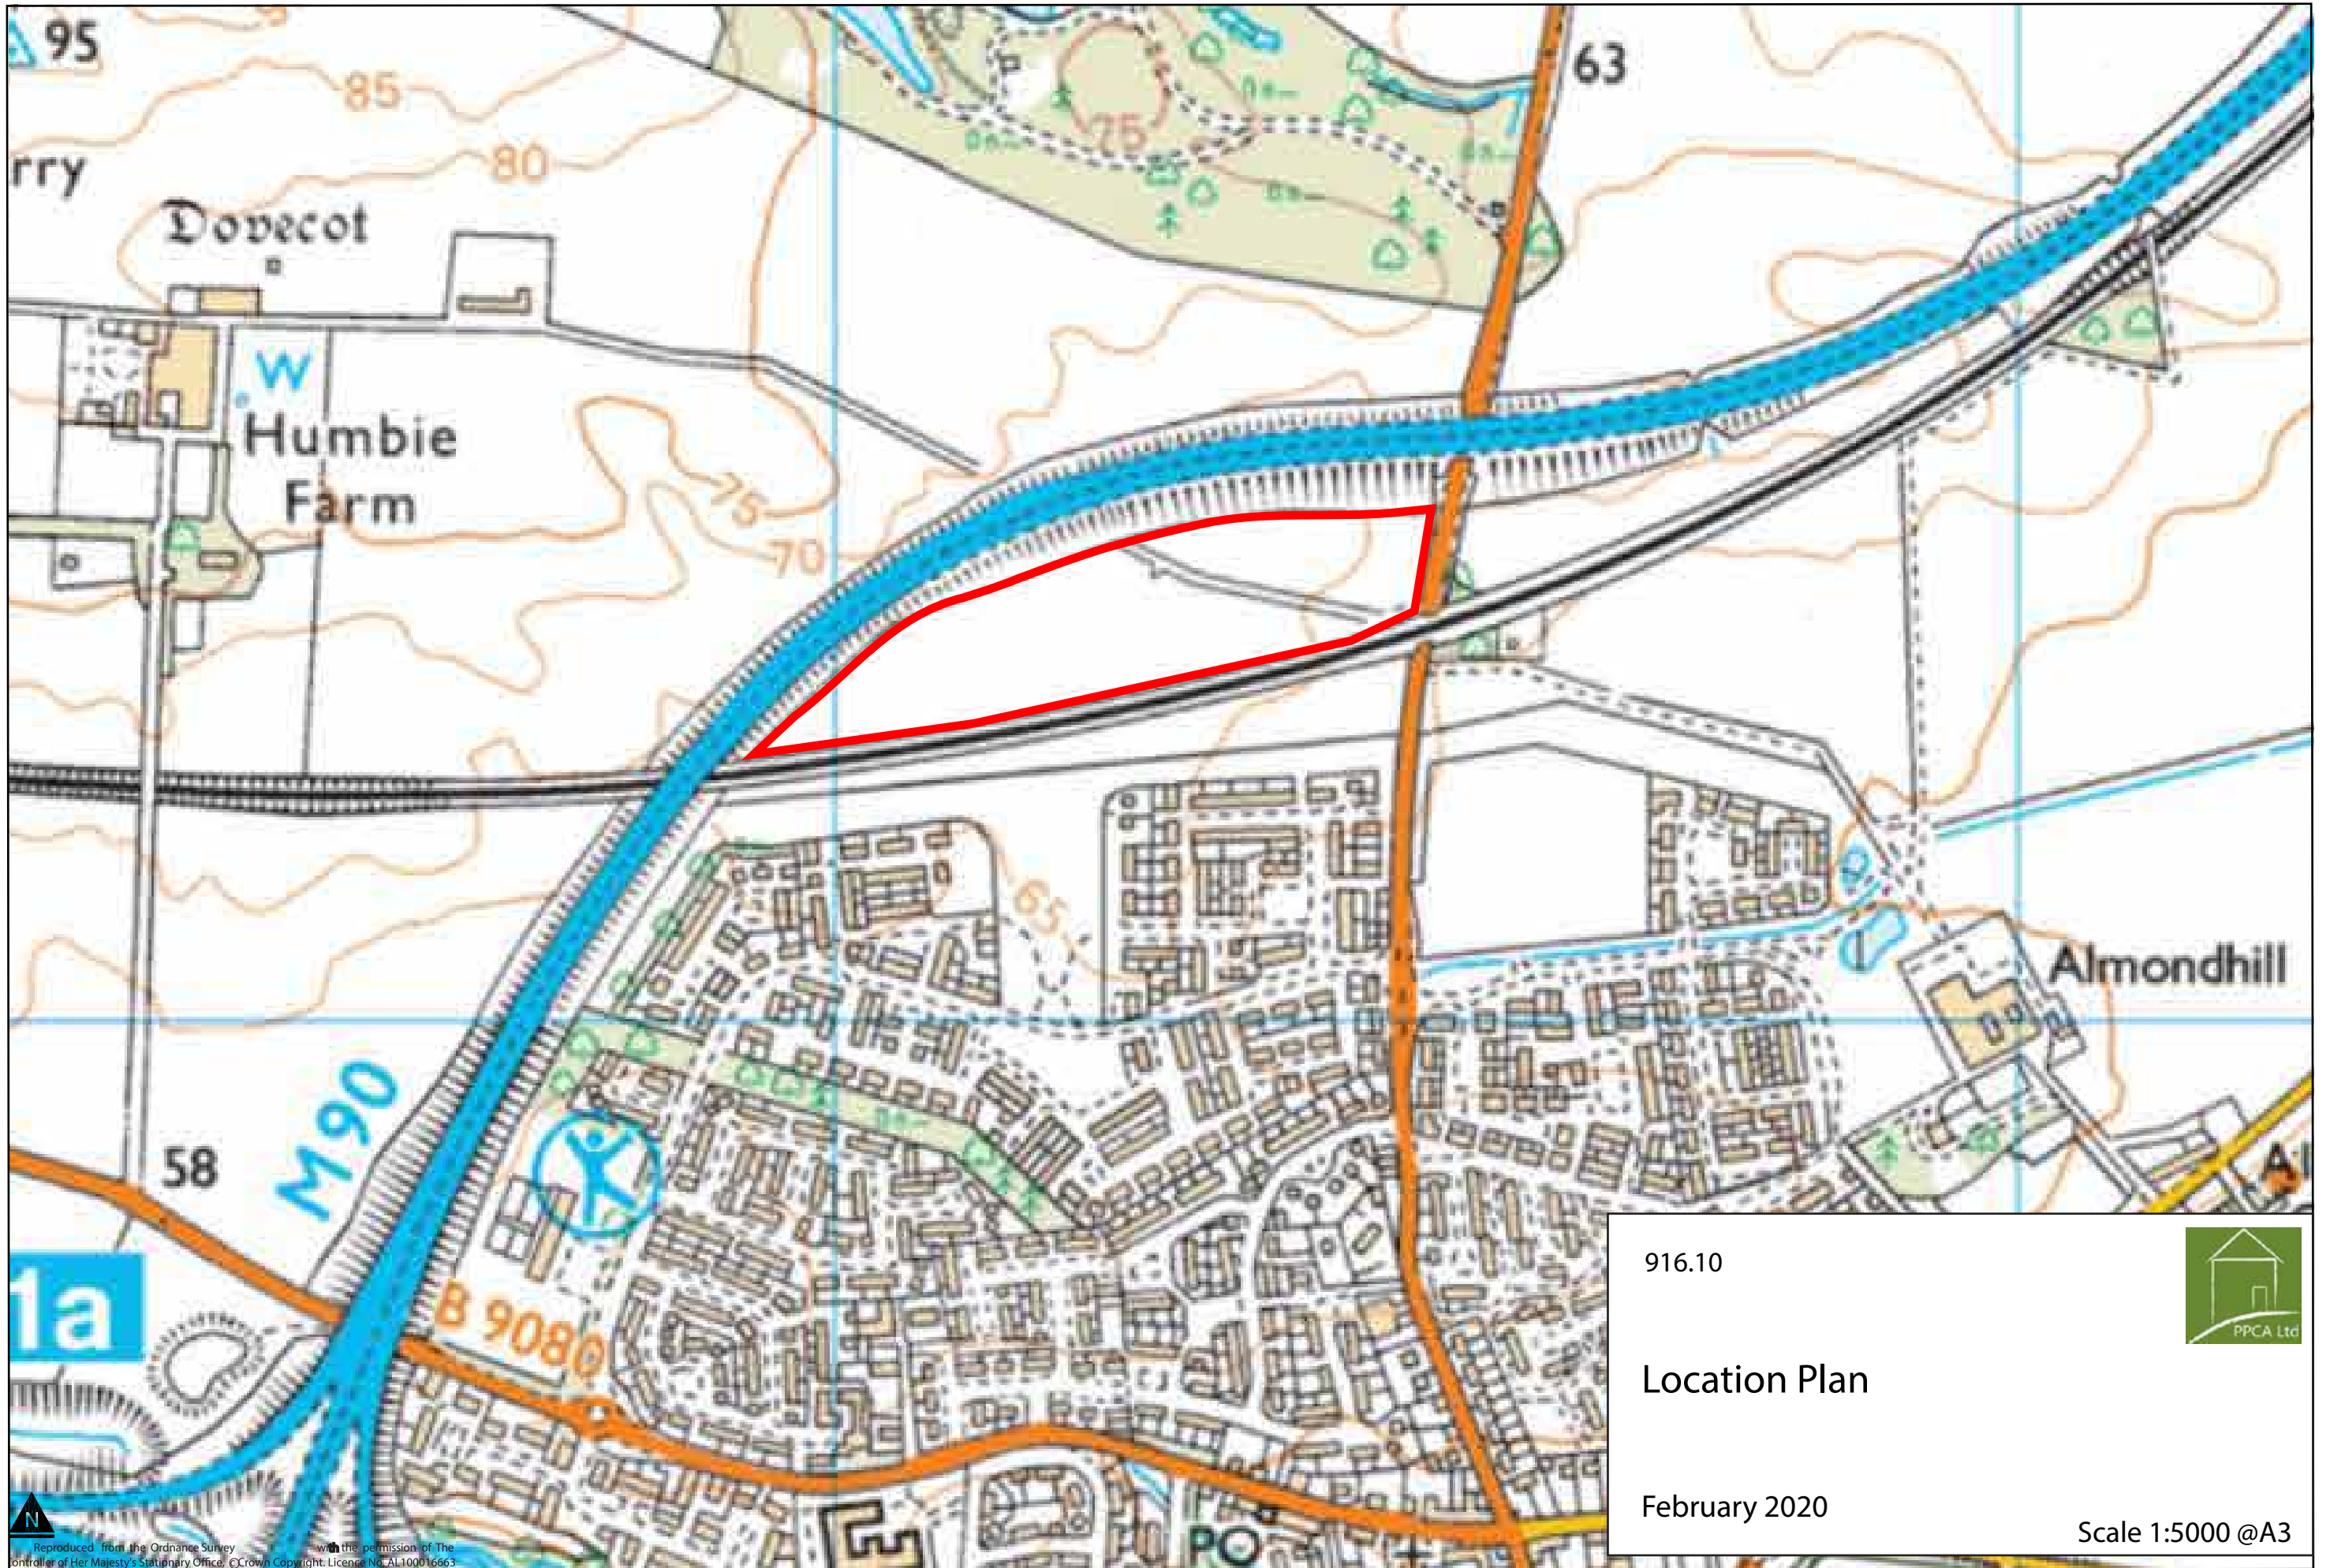 95
85
63
75
80
rry
Dovecot
W
Humbie
Farm
75
70
65
Almondhill
M90
58
1a
B 9080
PO
916.10
PPCA Ltd
Location Plan
February 2020
Scale 1:5000 @A3
N
Reproduced from the Ordnance Survey with the permission of The
ontroller of Her Majesty's Stationary Office, ©Crown Copyright. Licence No. AL100016663